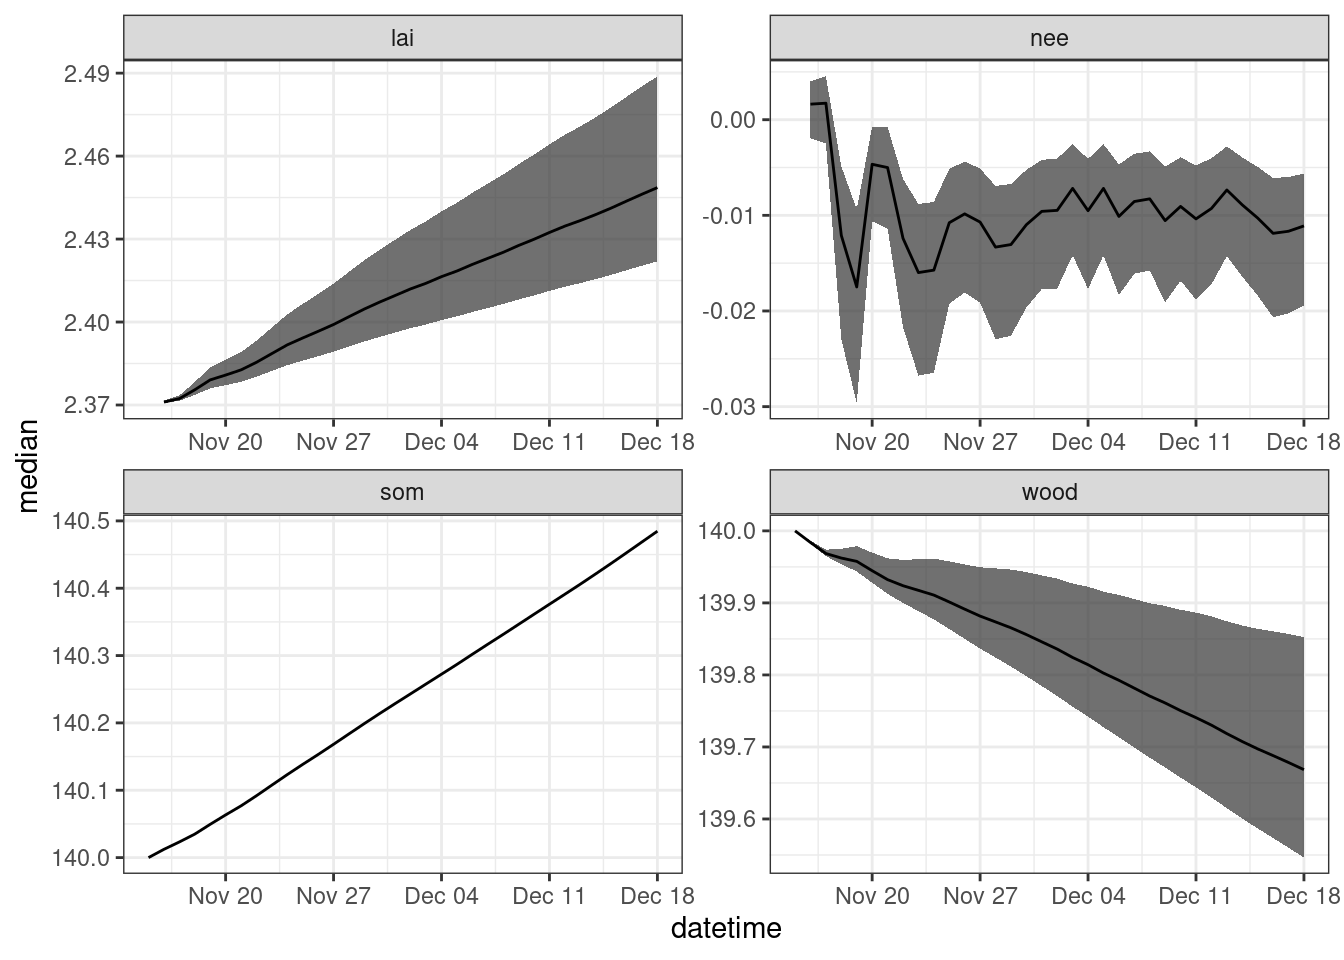 lai
nee
2.49
2.46
2.43
2.40
2.37
0.00
-0.01
-0.02
-0.03
Nov 20 Nov 27 Dec 04 Dec 11 Dec 18
Nov 20 Nov 27 Dec 04 Dec 11 Dec 18
median
som
wood
140.5
140.4
140.3
140.2
140.1
140.0
140.0
139.9
139.8
139.7
139.6
Nov 20 Nov 27 Dec 04 Dec 11 Dec 18
Nov 20 Nov 27 Dec 04 Dec 11 Dec 18
datetime